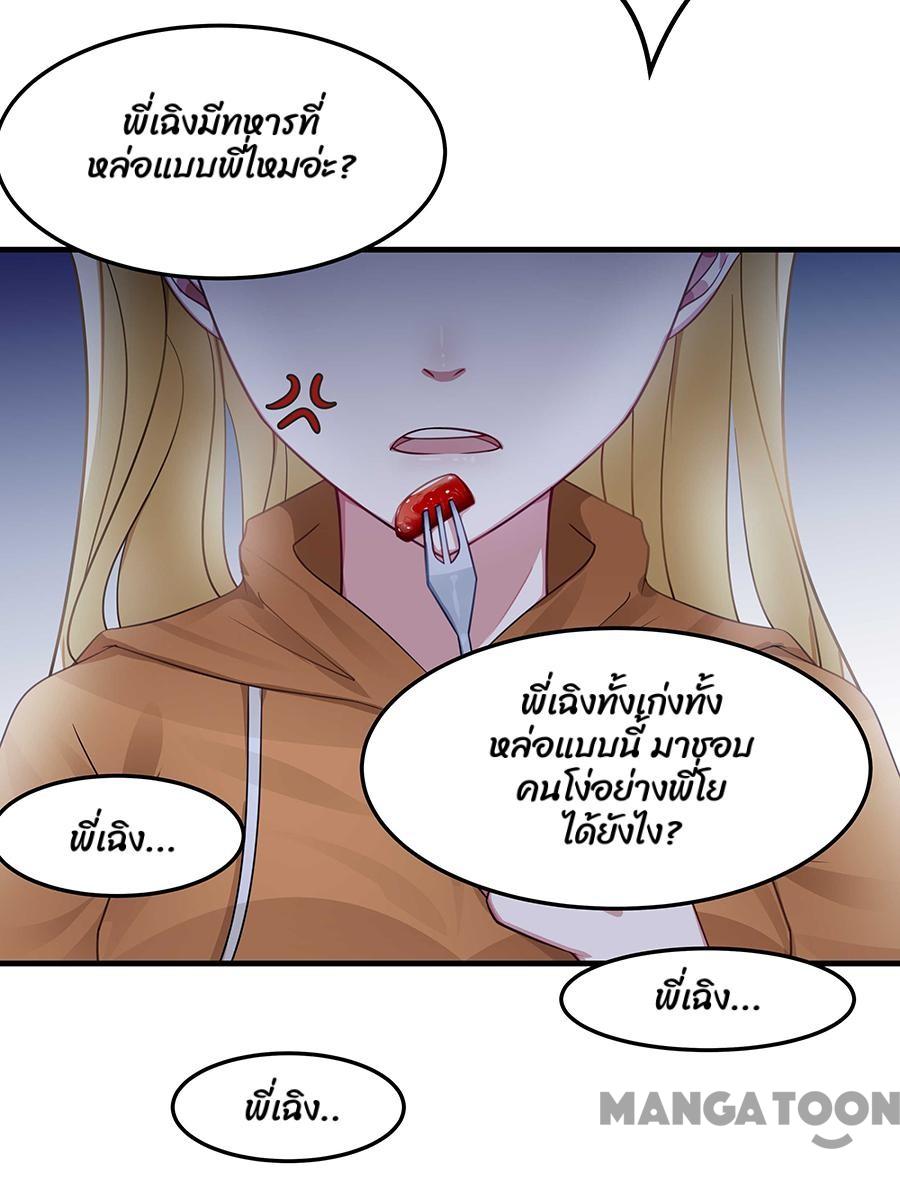 พี่เฉิงมีทหารที่
หล่อแบบพี่ไหมอ่ะ?
พี่เฉิงทั้งเก่งทั้ง
หล่อแบบนี้ มาชอบ
คนโง่อย่างพี่โย
ได้ยังไง?
พี่เฉิง...
พี่เฉิง...
พี่เฉิง..
MANGATOON